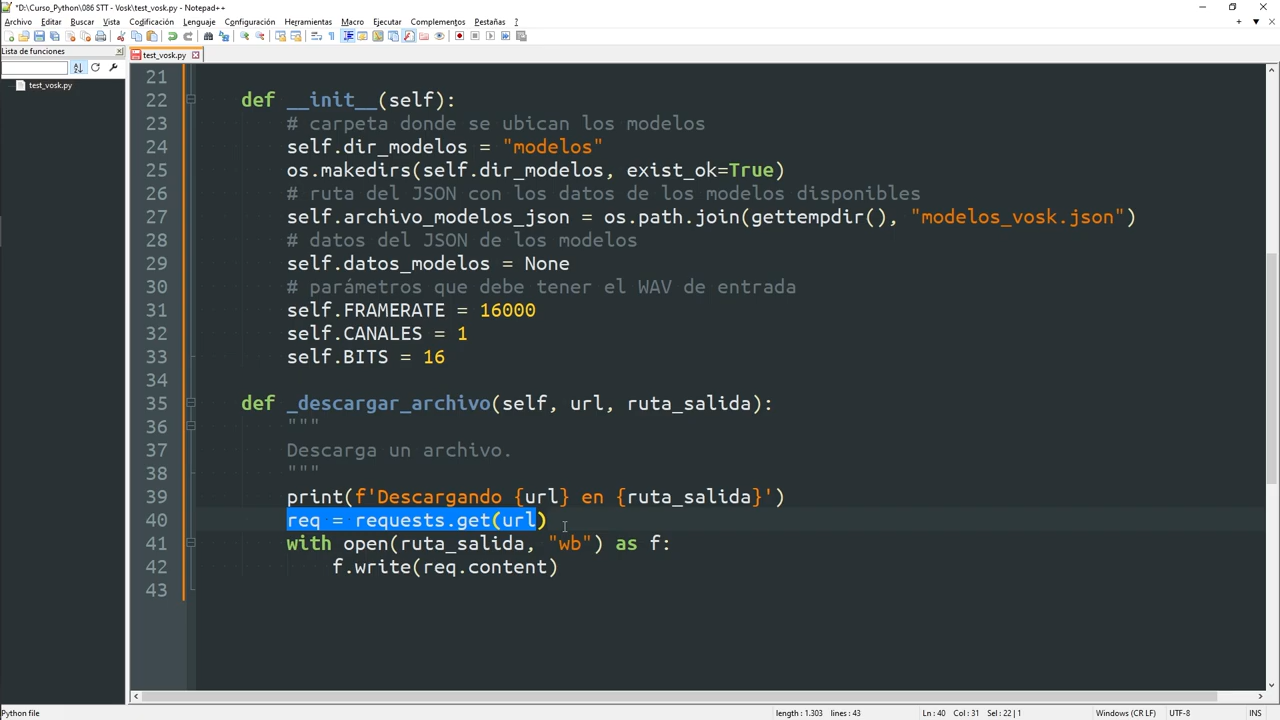 *D:\Curso_Python\086 STT - Vosk\test_vosk.py - Notepad++
Archivo Editar Buscar Vista Codificación Lenguaje Configuración Herramientas Macro Ejecutar Complementos Pestañas ?
Lista de funciones
test_vosk.py
test_vosk.py
21
22 def __init__(self):
23 # carpeta donde se ubican los modelos
24 self.dir_modelos = "modelos"
25 os.makedirs(self.dir_modelos, exist_ok=True)
26 # ruta del JSON con los datos de los modelos disponibles
27 self.archivo_modelos_json = os.path.join(gettempdir(), "modelos_vosk.json")
28 # datos del JSON de los modelos
29 self.datos_modelos = None
30 # parámetros que debe tener el WAV de entrada
31 self.FRAMERATE = 16000
32 self.CANALES = 1
33 self.BITS = 16
34
35 def _descargar_archivo(self, url, ruta_salida):
36 """
37 Descarga un archivo.
38 """
39 print(f'Descargando {url} en {ruta_salida}')
40 req = requests.get(url)
41 with open(ruta_salida, "wb") as f:
42 f.write(req.content)
43
Python file length : 1.303 lines : 43 Ln : 40 Col : 31 Sel : 22 | 1 Windows (CR LF) UTF-8 INS